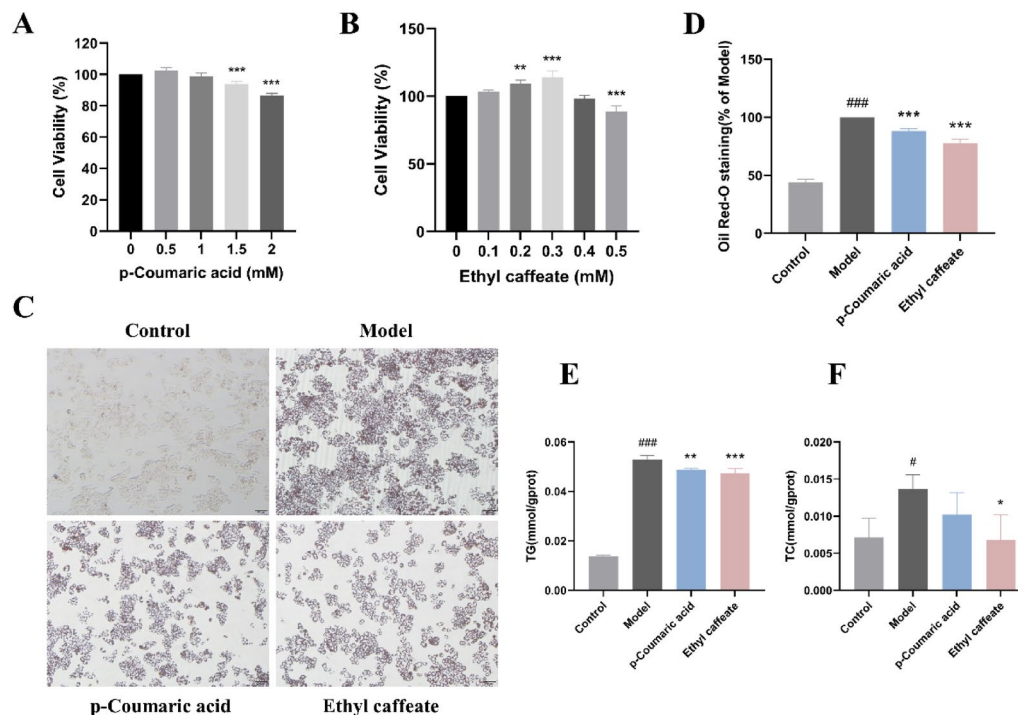 A
Cell Viability (%)
120
100
80
60
40
20
0
***
***
0 0.5 1 1.5 2
p-Coumaric acid (mM)
B
Cell Viability (%)
150
100
50
0
**
***
***
0 0.1 0.2 0.3 0.4 0.5
Ethyl caffeate (mM)
D
Oil Red-O staining(% of Model)
150
100
50
0
###
***
***
Control
Model
p-Coumaric acid
Ethyl caffeate
C
Control
Model
p-Coumaric acid
Ethyl caffeate
E
TG(mmol/gprot)
0.06
0.04
0.02
0.00
###
**
***
Control
Model
p-Coumaric acid
Ethyl caffeate
F
TC(mmol/gprot)
0.020
0.015
0.010
0.005
0.000
#
*
Control
Model
p-Coumaric acid
Ethyl caffeate